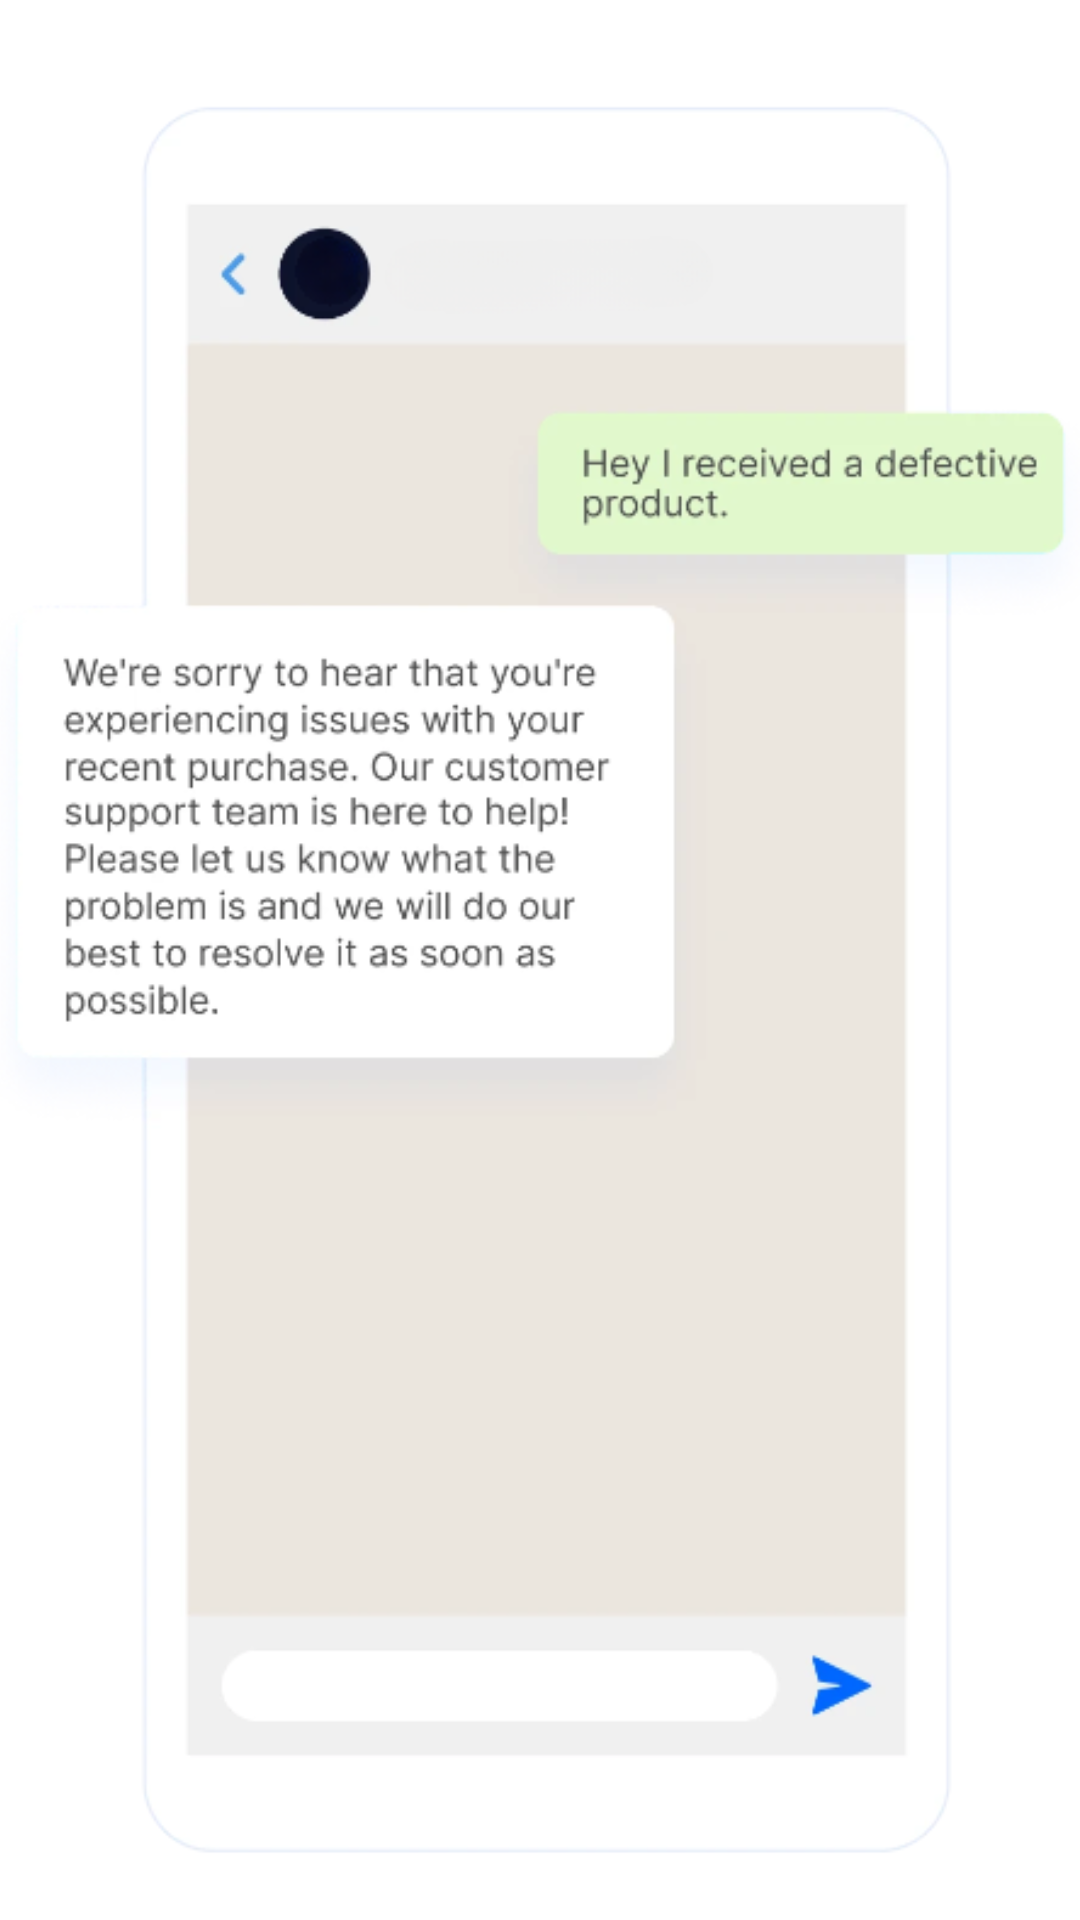 Hey I received a defective
product.
We're sorry to hear that you're
experiencing issues with your
recent purchase. Our customer
support team is here to help!
Please let us know what the
problem is and we will do our
best to resolve it as soon as
possible.